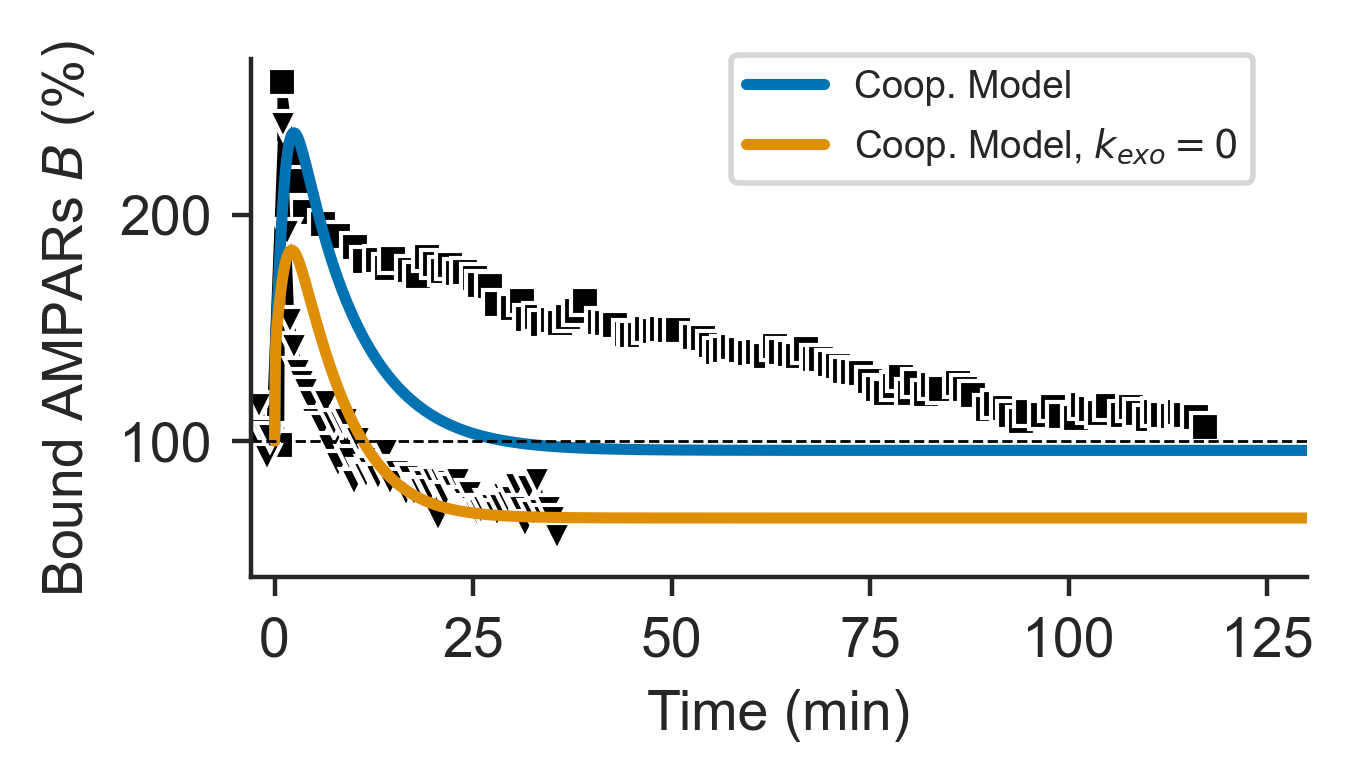 Coop. Model
Coop. Model, k_exo = 0
Bound AMPARs B (%)
200
100
0 25 50 75 100 125
Time (min)